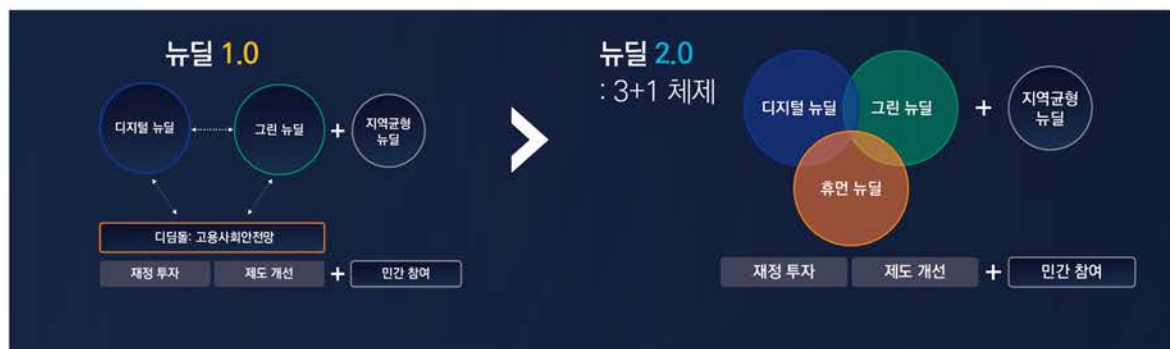 뉴딜 1.0
디지털 뉴딜
그린 뉴딜
+
지역균형
뉴딜
디딤돌: 고용사회안전망
재정 투자
제도 개선
+
민간 참여
뉴딜 2.0
: 3+1 체제
디지털 뉴딜
그린 뉴딜
+
지역균형
뉴딜
휴먼 뉴딜
재정 투자
제도 개선
+
민간 참여